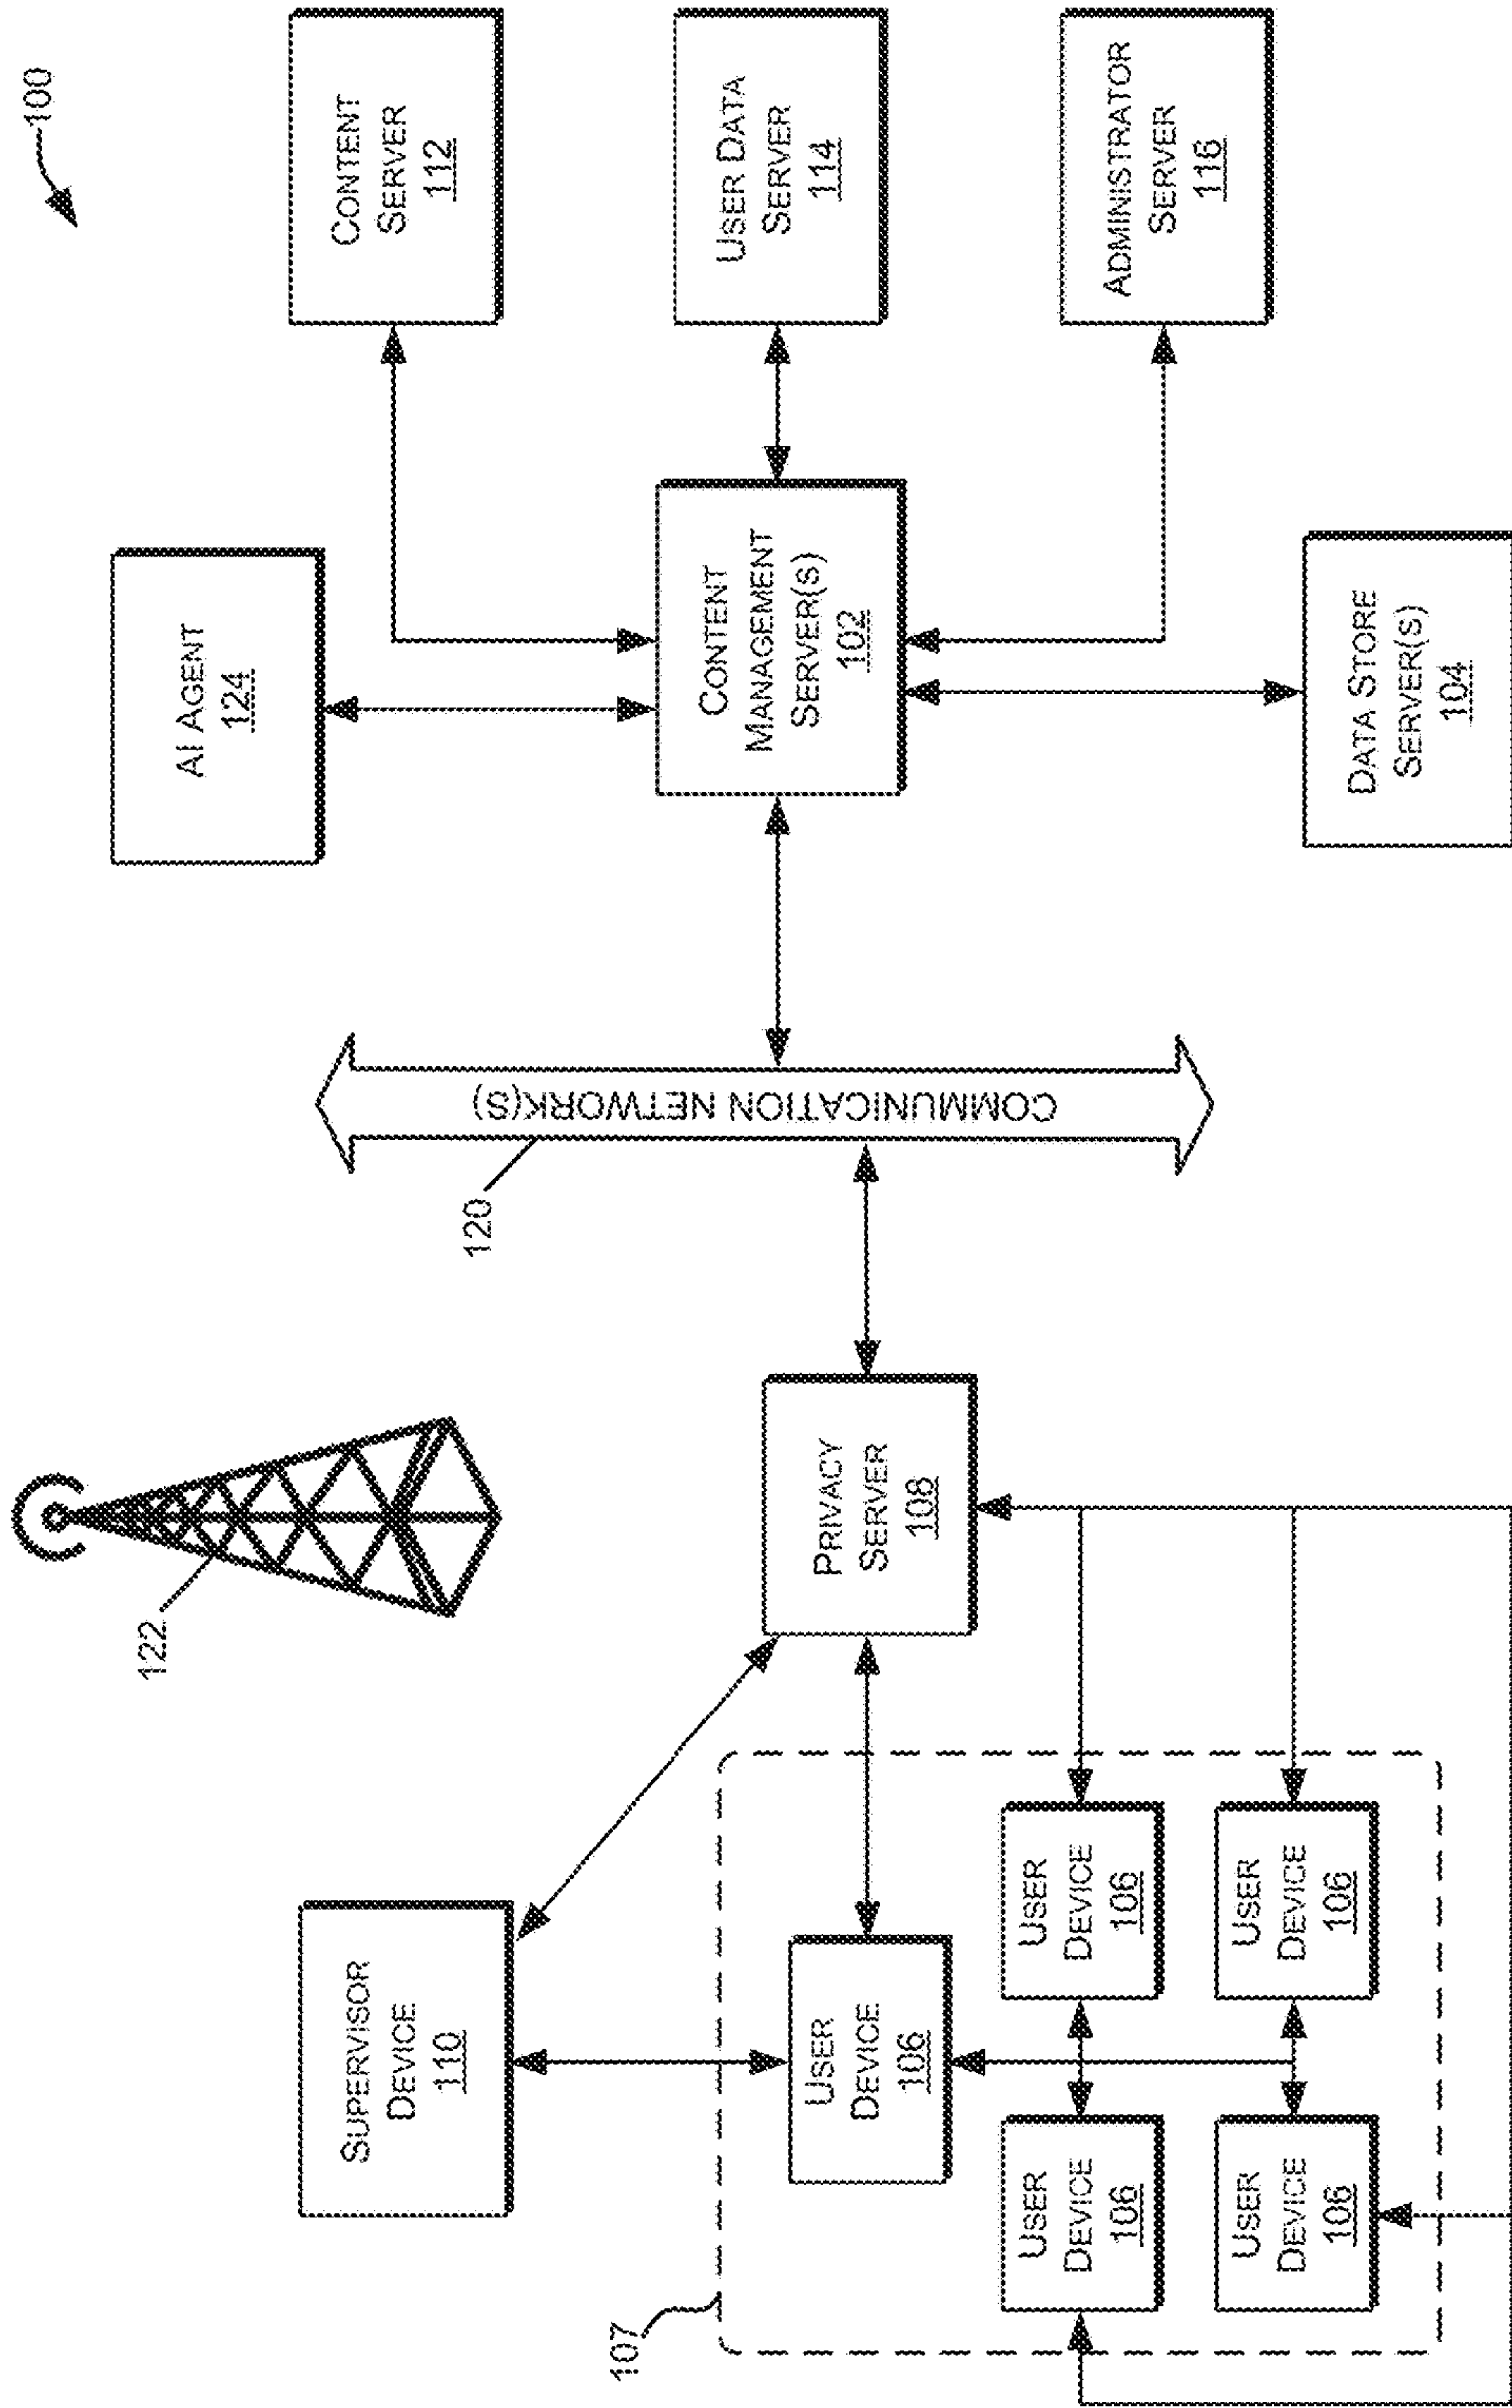 100
AI AGENT
124
CONTENT
SERVER
112
CONTENT
MANAGEMENT
SERVER(S)
102
USER DATA
SERVER
114
ADMINISTRATOR
SERVER
116
DATA STORE
SERVER(S)
104
COMMUNICATION NETWORK(S)
120
122
PRIVACY
SERVER
108
SUPERVISOR
DEVICE
110
107
USER
DEVICE
106
USER
DEVICE
106
USER
DEVICE
106
USER
DEVICE
106
USER
DEVICE
106